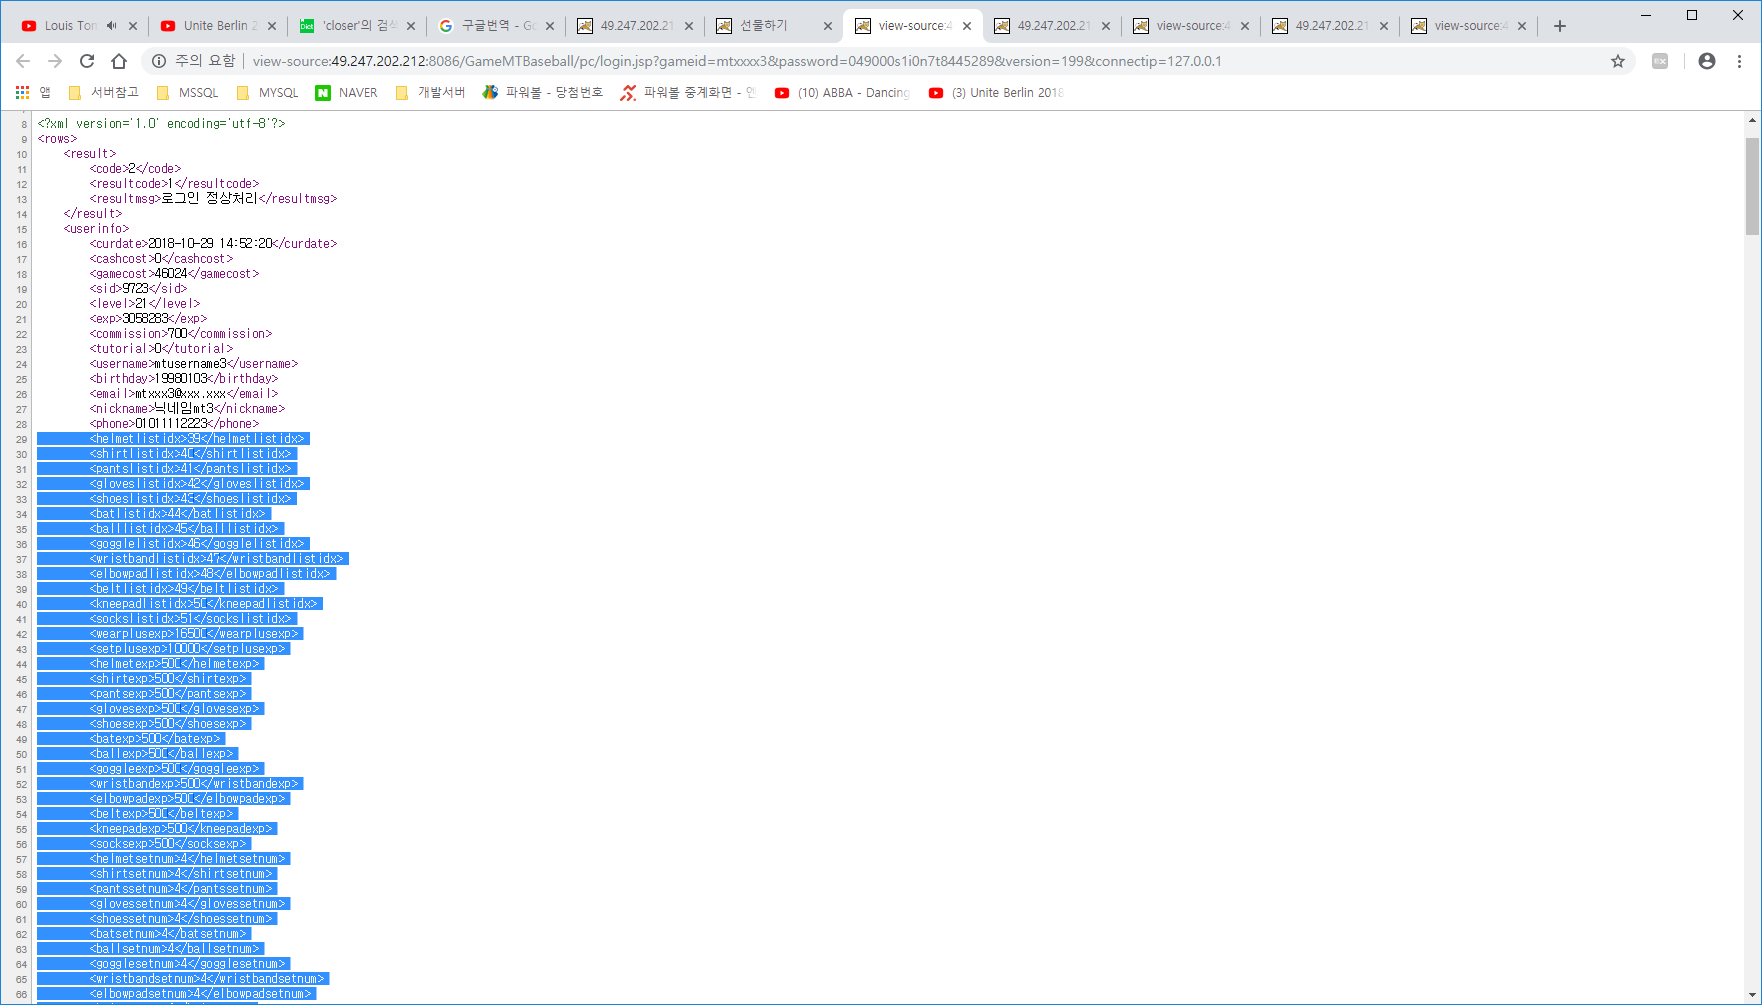 Louis Ton
Unite Berlin 2
'closer'의 검색
구글번역 - Go
49.247.202.21
선물하기
view-source:4
49.247.202.21
view-source:4
49.247.202.21
view-source:4
주의 요함 | view-source:49.247.202.212:8086/GameMTBaseball/pc/login.jsp?gameid=mtxxxx3&password=049000s1i0n7t8445289&version=199&connectip=127.0.0.1
앱 서버참고 MSSQL MYSQL NAVER 개발서버 파워볼 - 당첨번호 파워볼 중계화면 - 엔 (10) ABBA - Dancing (3) Unite Berlin 2018
8 <?xml version='1.0' encoding='utf-8'?>
9 <rows>
10 <result>
11 <code>2</code>
12 <resultcode>1</resultcode>
13 <resultmsg>로그인 정상처리</resultmsg>
14 </result>
15 <userinfo>
16 <curdate>2018-10-29 14:52:20</curdate>
17 <cashcost>0</cashcost>
18 <gamecost>46024</gamecost>
19 <sid>9723</sid>
20 <level>21</level>
21 <exp>3058283</exp>
22 <commission>700</commission>
23 <tutorial>0</tutorial>
24 <username>mtusername3</username>
25 <birthday>19980103</birthday>
26 <email>mtxxx3@xxx.xxx</email>
27 <nickname>닉네임mt3</nickname>
28 <phone>01011112223</phone>
29 <helmetlistidx>39</helmetlistidx>
30 <shirtlistidx>40</shirtlistidx>
31 <pantslistidx>41</pantslistidx>
32 <gloveslistidx>42</gloveslistidx>
33 <shoeslistidx>43</shoeslistidx>
34 <batlistidx>44</batlistidx>
35 <balllistidx>45</balllistidx>
36 <gogglelistidx>46</gogglelistidx>
37 <wristbandlistidx>47</wristbandlistidx>
38 <elbowpadlistidx>48</elbowpadlistidx>
39 <beltlistidx>49</beltlistidx>
40 <kneepadlistidx>50</kneepadlistidx>
41 <sockslistidx>51</sockslistidx>
42 <wearplusexp>16500</wearplusexp>
43 <setplusexp>10000</setplusexp>
44 <helmetexp>500</helmetexp>
45 <shirtexp>500</shirtexp>
46 <pantsexp>500</pantsexp>
47 <glovesexp>500</glovesexp>
48 <shoesexp>500</shoesexp>
49 <batexp>500</batexp>
50 <ballexp>500</ballexp>
51 <goggleexp>500</goggleexp>
52 <wristbandexp>500</wristbandexp>
53 <elbowpadexp>500</elbowpadexp>
54 <beltexp>500</beltexp>
55 <kneepadexp>500</kneepadexp>
56 <socksexp>500</socksexp>
57 <helmetsetnum>4</helmetsetnum>
58 <shirtsetnum>4</shirtsetnum>
59 <pantssetnum>4</pantssetnum>
60 <glovessetnum>4</glovessetnum>
61 <shoessetnum>4</shoessetnum>
62 <batsetnum>4</batsetnum>
63 <ballsetnum>4</ballsetnum>
64 <gogglesetnum>4</gogglesetnum>
65 <wristbandsetnum>4</wristbandsetnum>
66 <elbowpadsetnum>4</elbowpadsetnum>